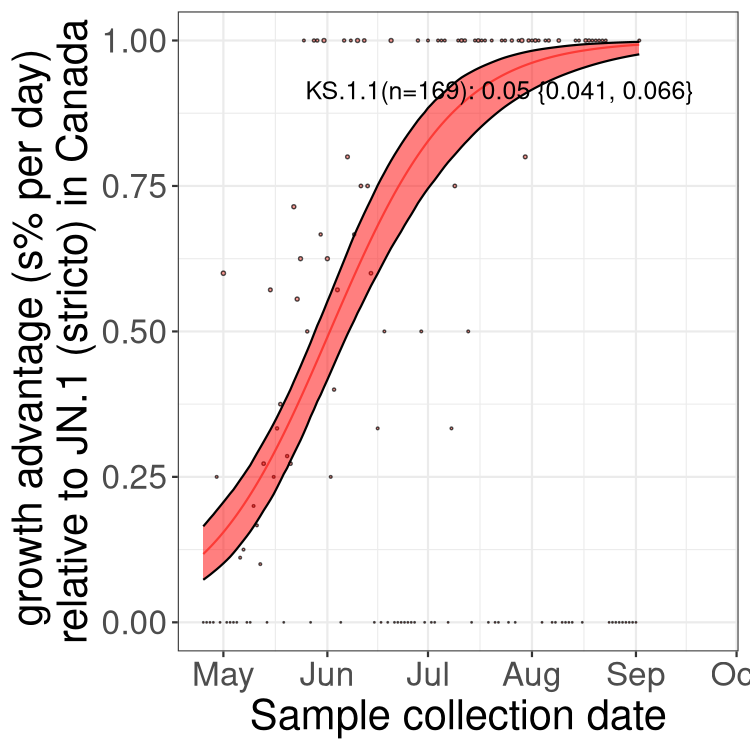 growth advantage (s% per day)
relative to JN.1 (stricto) in Canada
1.00
0.75
0.50
0.25
0.00
KS.1.1(n=169): 0.05 {0.041, 0.066}
May Jun Jul Aug Sep Oc
Sample collection date